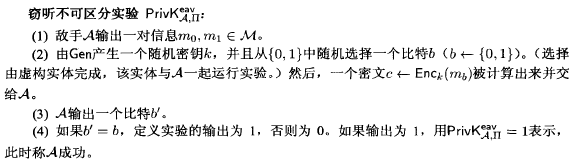 窃听不可区分实验 PrivK^{eav}_{𝒜,Π}:
(1) 敌手𝒜输出一对信息m₀, m₁ ∈ ℳ。
(2) 由Gen产生一个随机密钥k，并且从{0,1}中随机选择一个比特b（b ← {0,1}）。（选择
由虚构实体完成，该实体与𝒜一起运行实验。）然后，一个密文c ← Encₖ(m_b)被计算出来并交
给𝒜。
(3) 𝒜输出一个比特b′。
(4) 如果b′ = b，定义实验的输出为 1，否则为 0。如果输出为 1，用PrivK^{eav}_{𝒜,Π} = 1表示，
此时称𝒜成功。